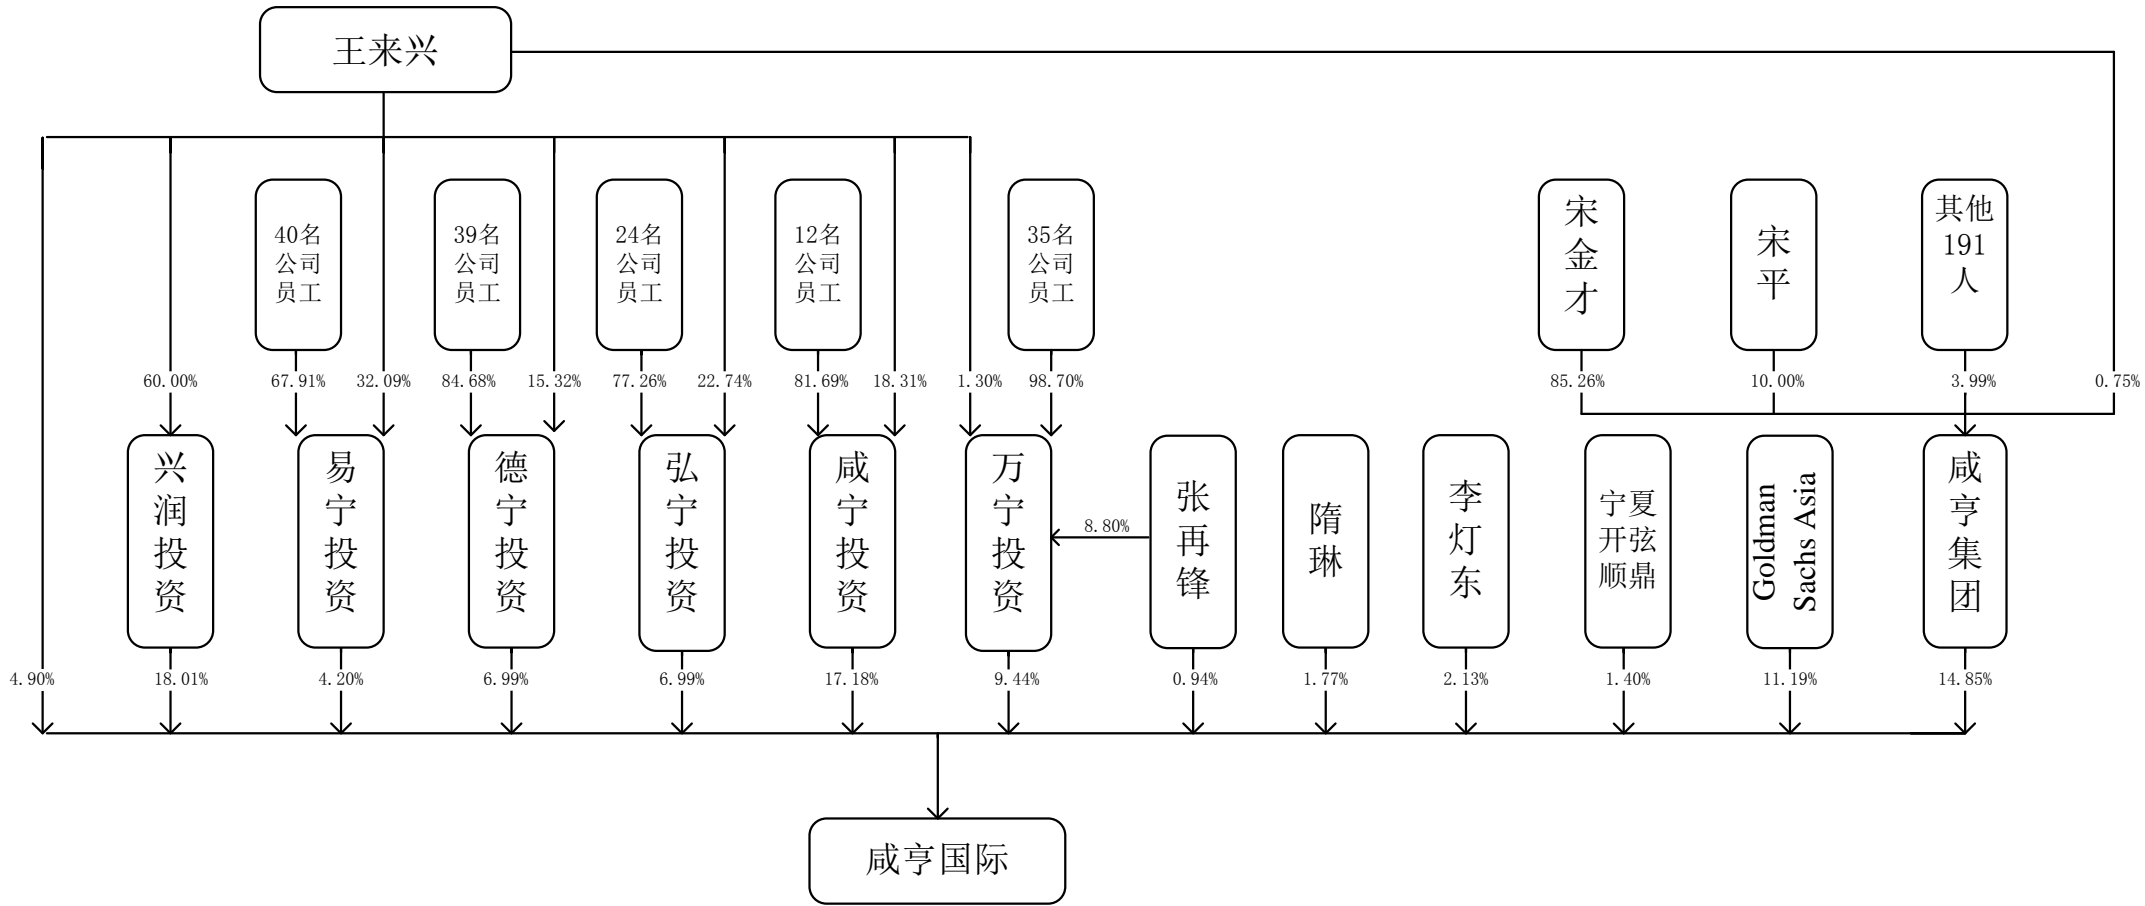 王来兴
40名
公司
员工
39名
公司
员工
24名
公司
员工
12名
公司
员工
35名
公司
员工
宋
金
才
宋
平
其他
191
人
60.00%
67.91%
32.09%
84.68%
15.32%
77.26%
22.74%
81.69%
18.31%
1.30%
98.70%
85.26%
10.00%
3.99%
0.75%
兴
润
投
资
易
宁
投
资
德
宁
投
资
弘
宁
投
资
咸
宁
投
资
万
宁
投
资
8.80%
张
再
锋
隋
琳
李
灯
东
宁夏
开弦
顺鼎
Goldman
Sachs Asia
咸
亨
集
团
4.90%
18.01%
4.20%
6.99%
6.99%
17.18%
9.44%
0.94%
1.77%
2.13%
1.40%
11.19%
14.85%
咸亨国际